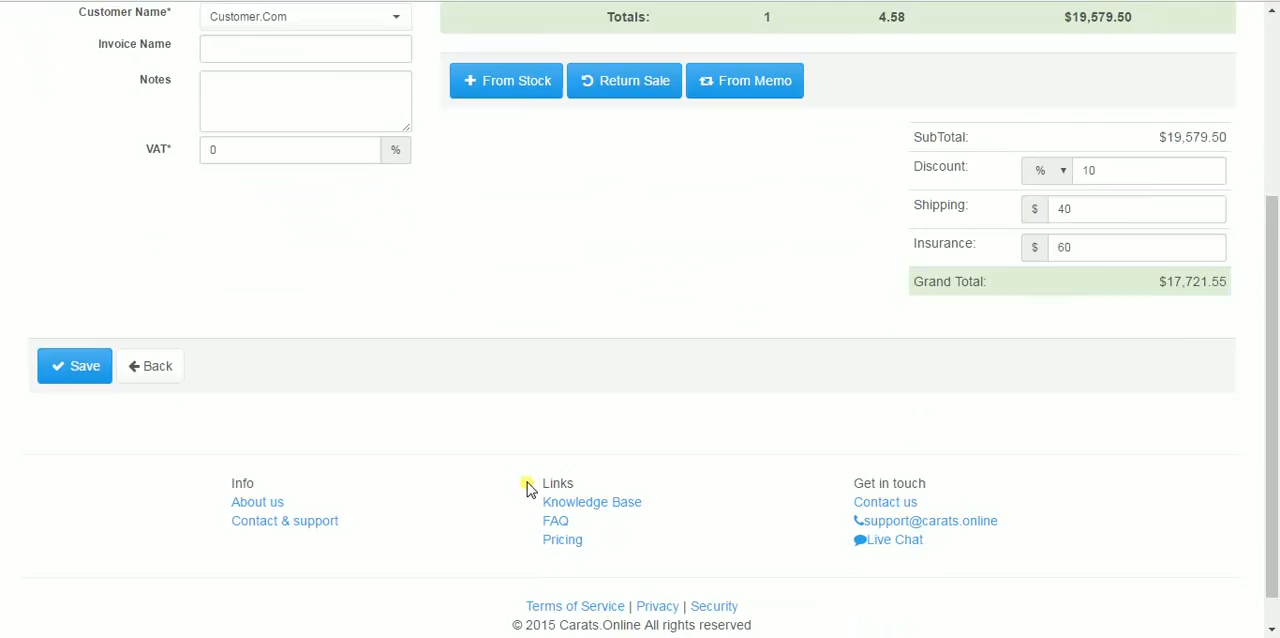 Customer Name*
Customer.Com
Totals: 1 4.58 $19,579.50
Invoice Name
Notes
From Stock
Return Sale
From Memo
VAT*
0
%
SubTotal: $19,579.50
Discount: % 10
Shipping: $ 40
Insurance: $ 60
Grand Total: $17,721.55
Save
Back
Info
About us
Contact & support
Links
Knowledge Base
FAQ
Pricing
Get in touch
Contact us
support@carats.online
Live Chat
Terms of Service | Privacy | Security
© 2015 Carats.Online All rights reserved